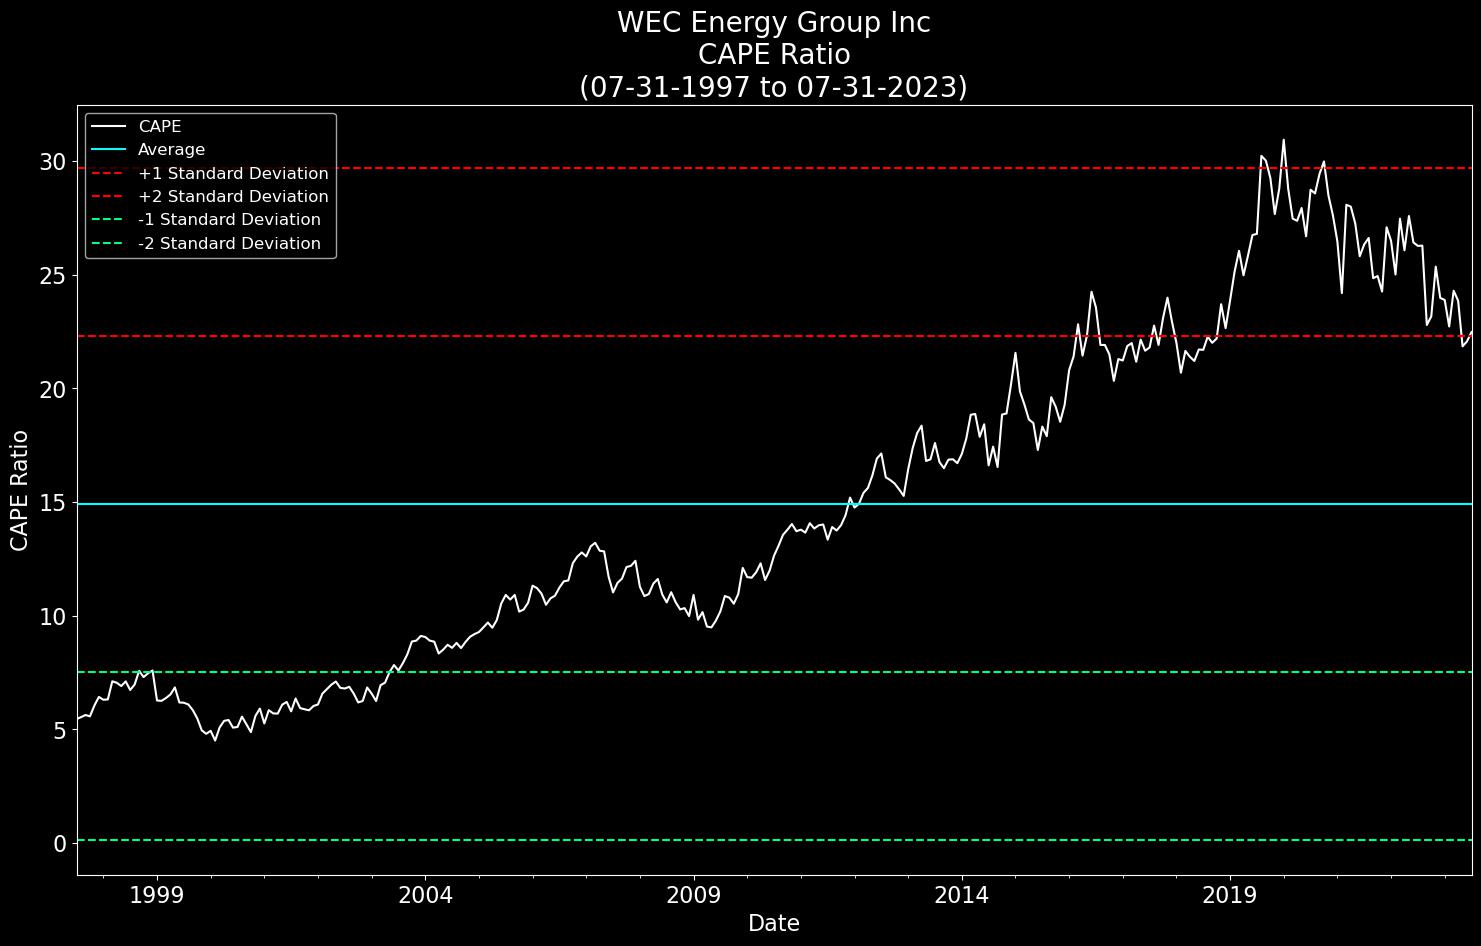 WEC Energy Group Inc
CAPE Ratio
(07-31-1997 to 07-31-2023)
CAPE
Average
+1 Standard Deviation
+2 Standard Deviation
-1 Standard Deviation
-2 Standard Deviation
30
25
20
15
10
5
0
CAPE Ratio
1999 2004 2009 2014 2019
Date